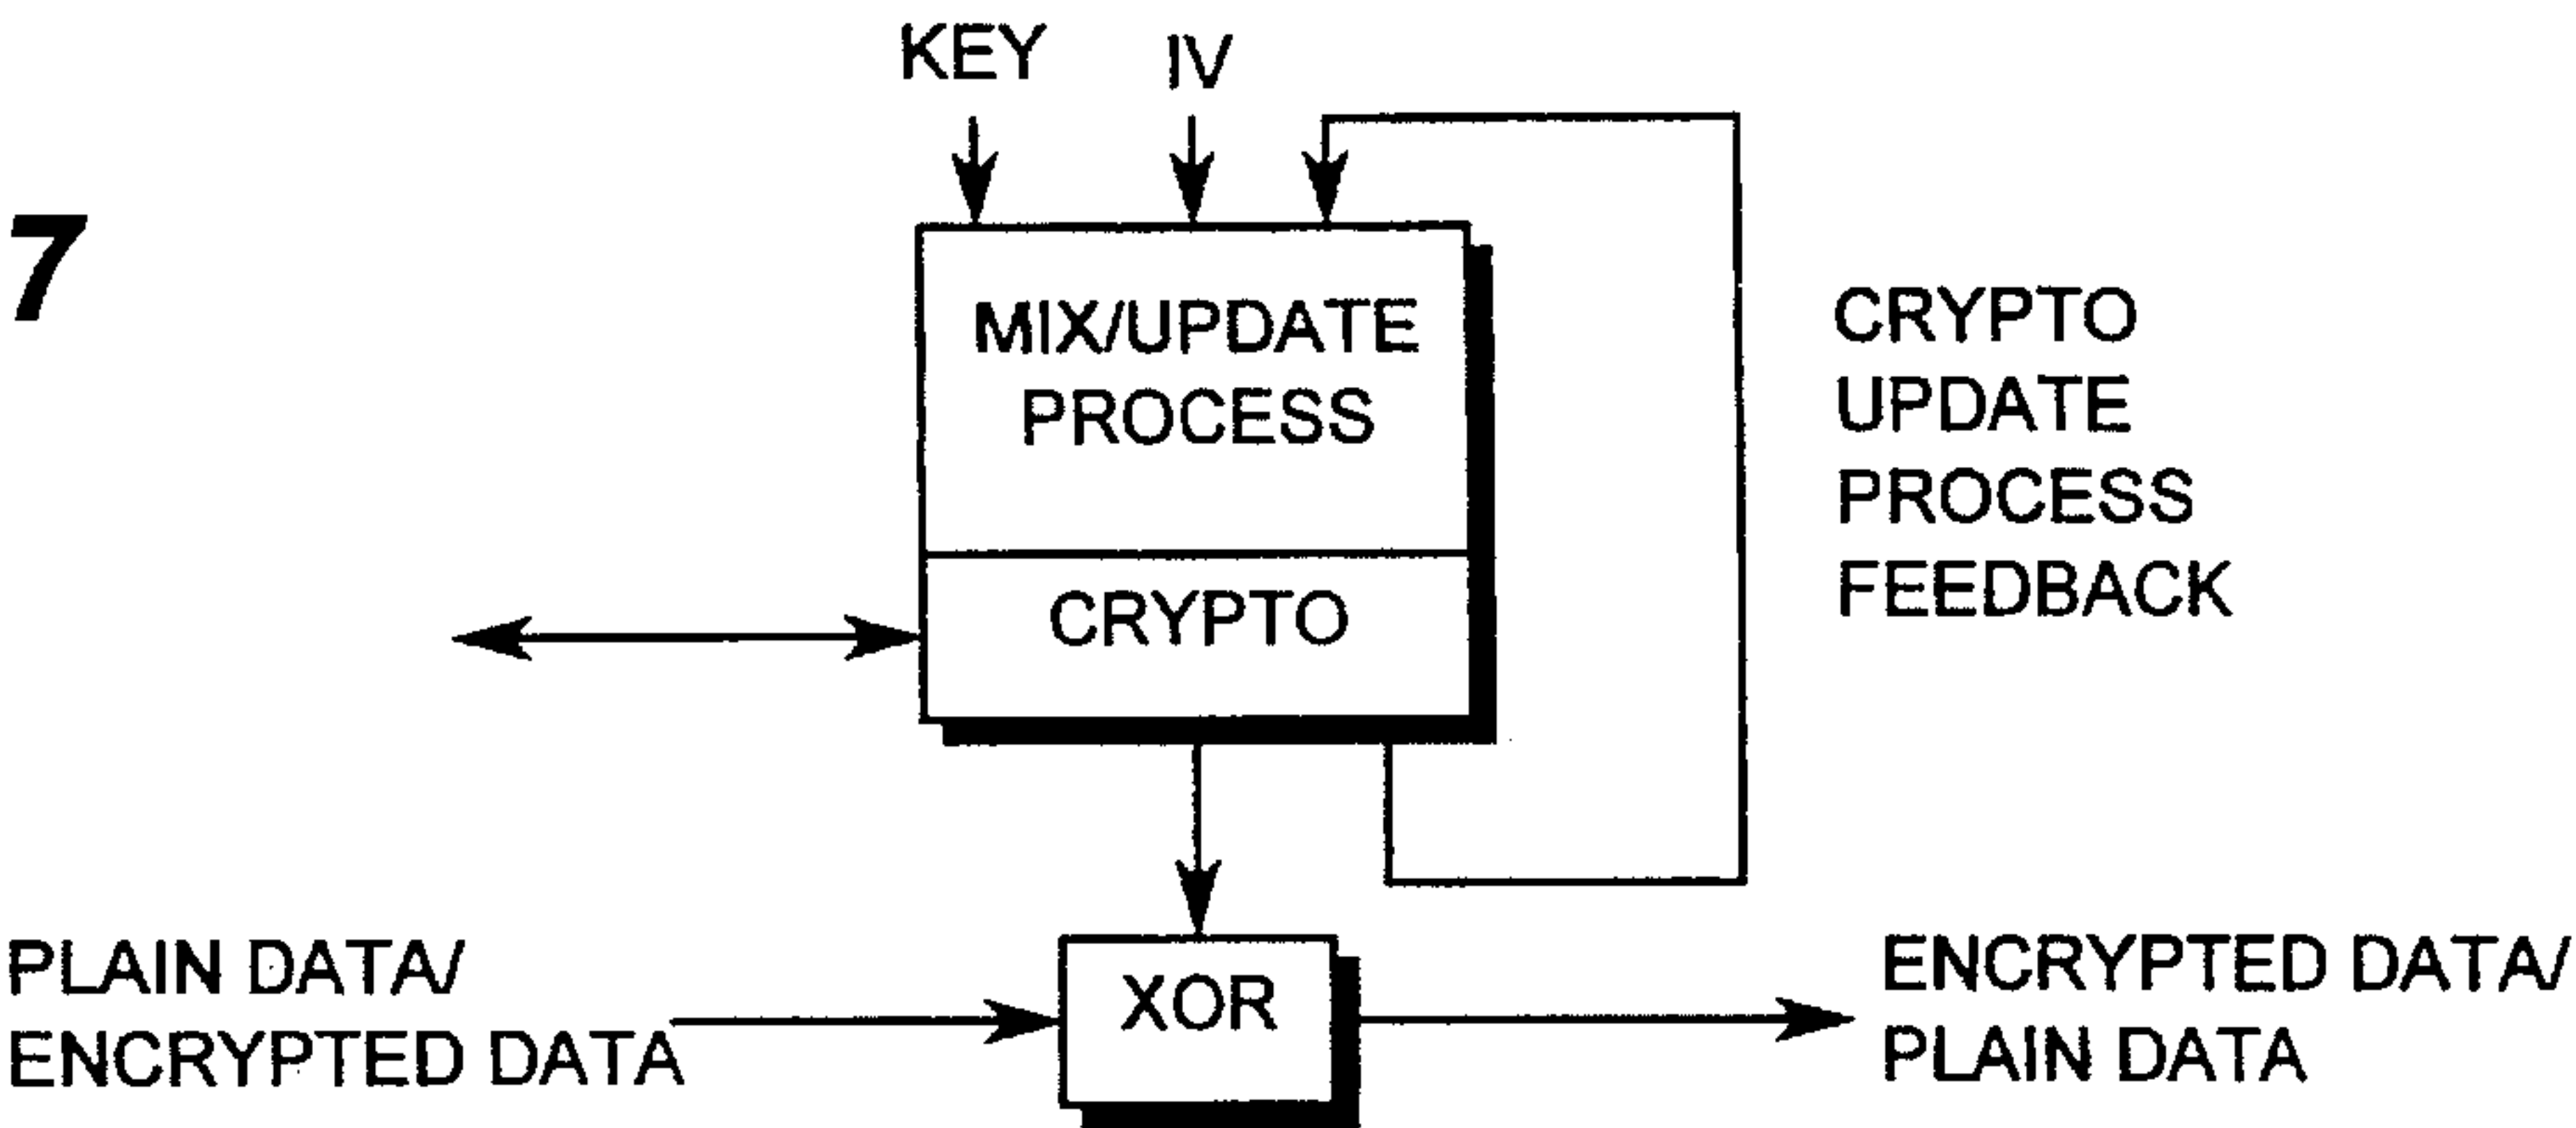 KEY
IV
7
MIX/UPDATE
PROCESS
CRYPTO
CRYPTO
UPDATE
PROCESS
FEEDBACK
PLAIN DATA/
ENCRYPTED DATA
XOR
ENCRYPTED DATA/
PLAIN DATA